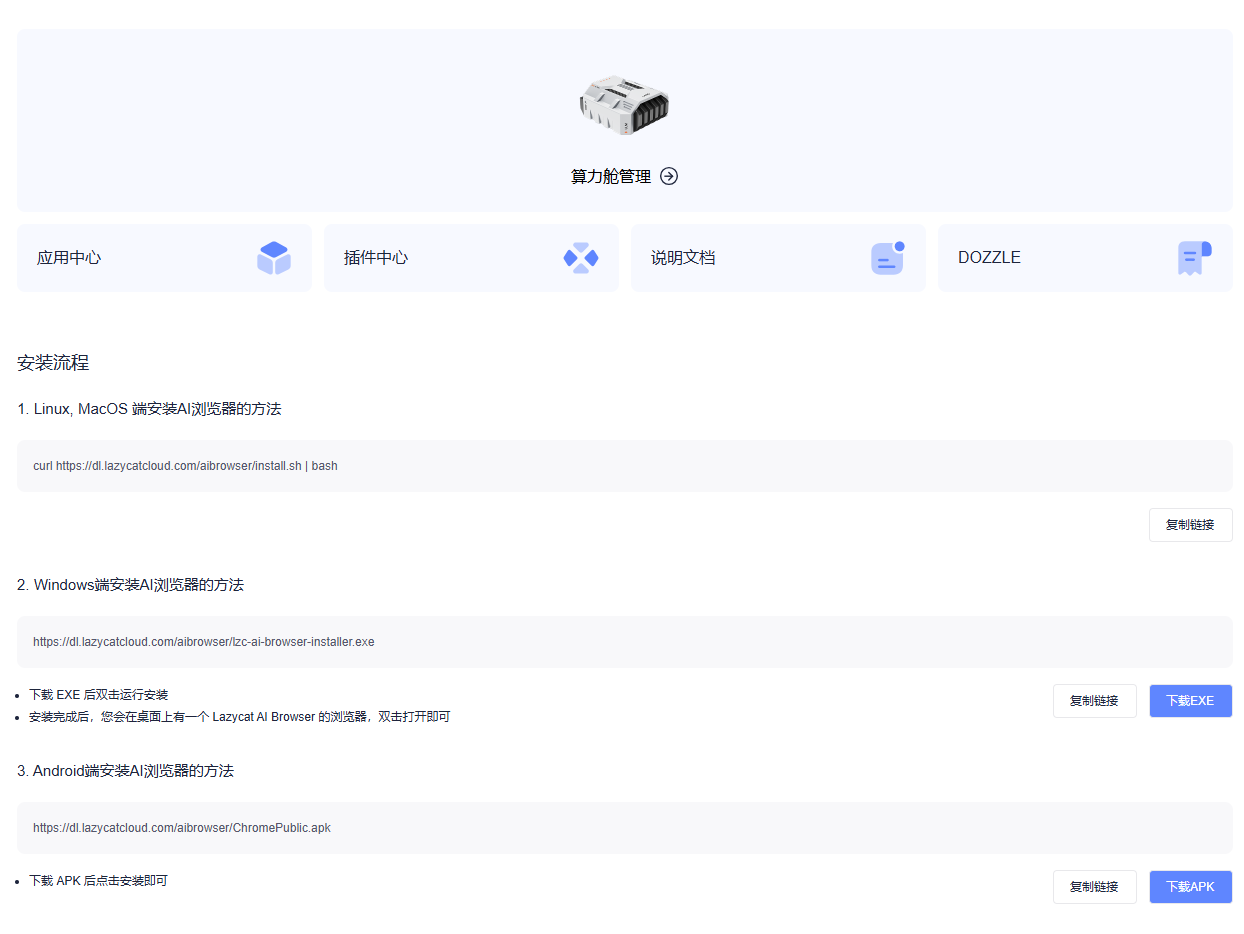 算力舱管理
应用中心
插件中心
说明文档
DOZZLE
安装流程
1. Linux, MacOS 端安装AI浏览器的方法
curl https://dl.lazycatcloud.com/aibrowser/install.sh | bash
复制链接
2. Windows端安装AI浏览器的方法
https://dl.lazycatcloud.com/aibrowser/lzc-ai-browser-installer.exe
• 下载 EXE 后双击运行安装
• 安装完成后，您会在桌面上有一个 Lazycat AI Browser 的浏览器，双击打开即可
复制链接
下载EXE
3. Android端安装AI浏览器的方法
https://dl.lazycatcloud.com/aibrowser/ChromePublic.apk
• 下载 APK 后点击安装即可
复制链接
下载APK